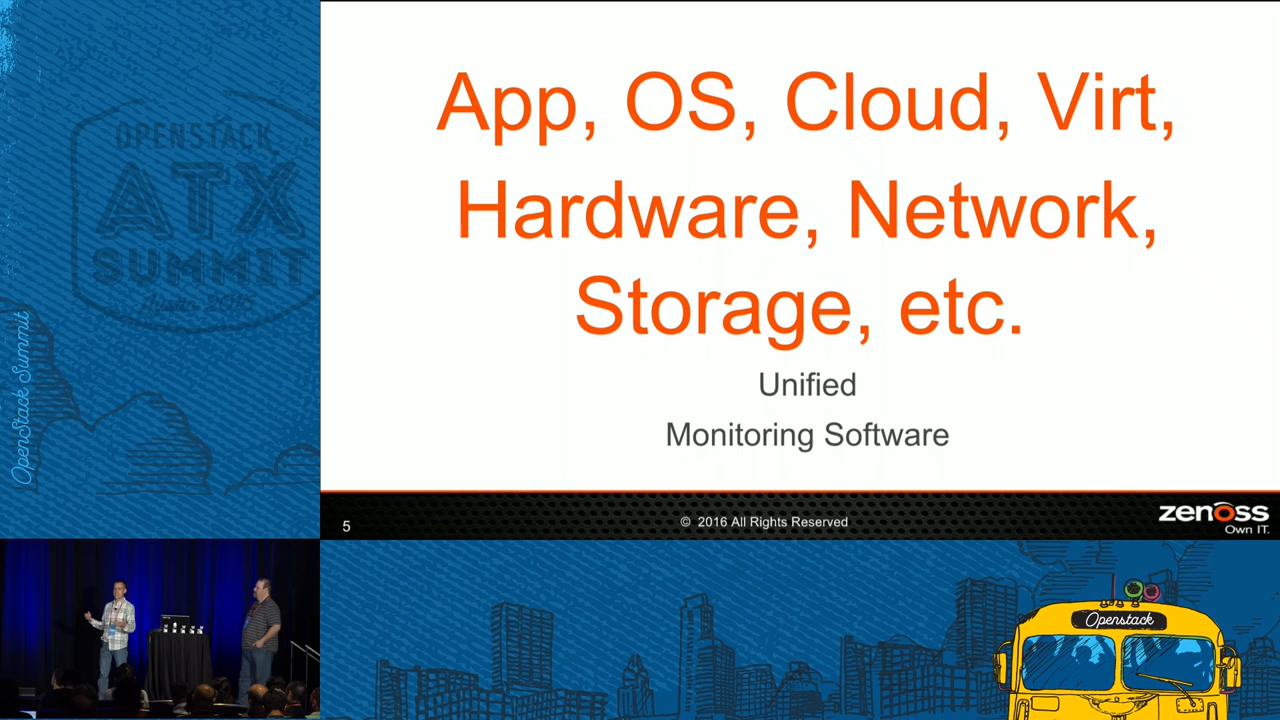 OPENSTACK
ATX
SUMMIT
Austin 2016
OpenStack Summit
App, OS, Cloud, Virt,
Hardware, Network,
Storage, etc.
Unified
Monitoring Software
5
© 2016 All Rights Reserved
zenoss
Own IT.
Openstack